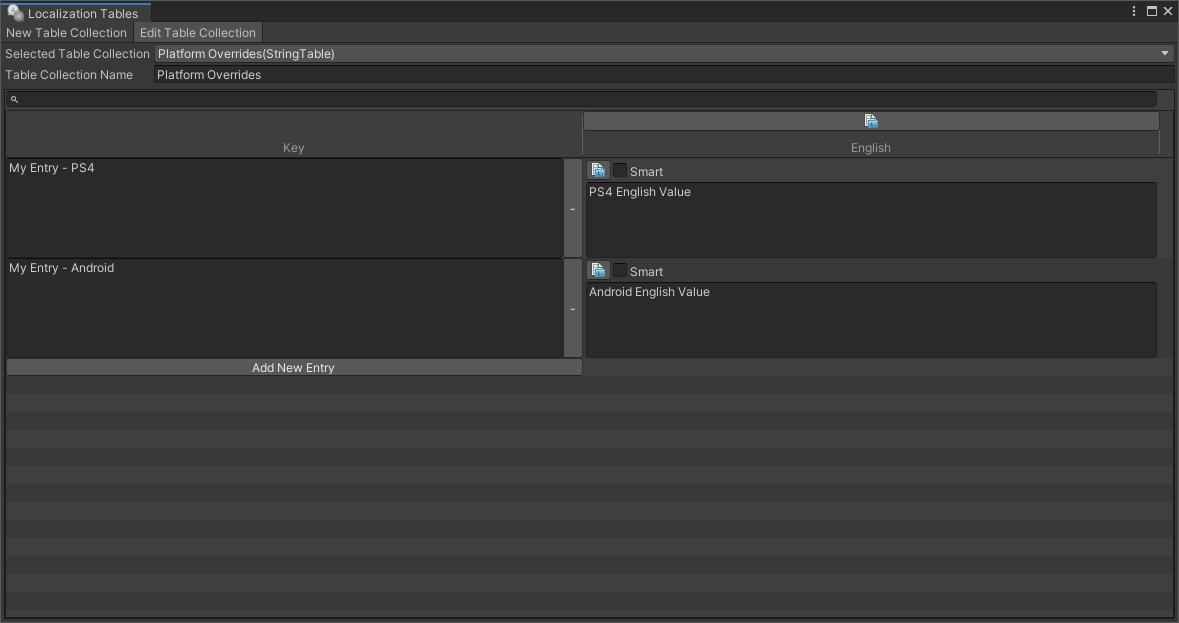 Localization Tables
New Table Collection Edit Table Collection
Selected Table Collection Platform Overrides(StringTable)
Table Collection Name Platform Overrides
Key English
My Entry - PS4 - Smart
PS4 English Value
My Entry - Android - Smart
Android English Value
Add New Entry